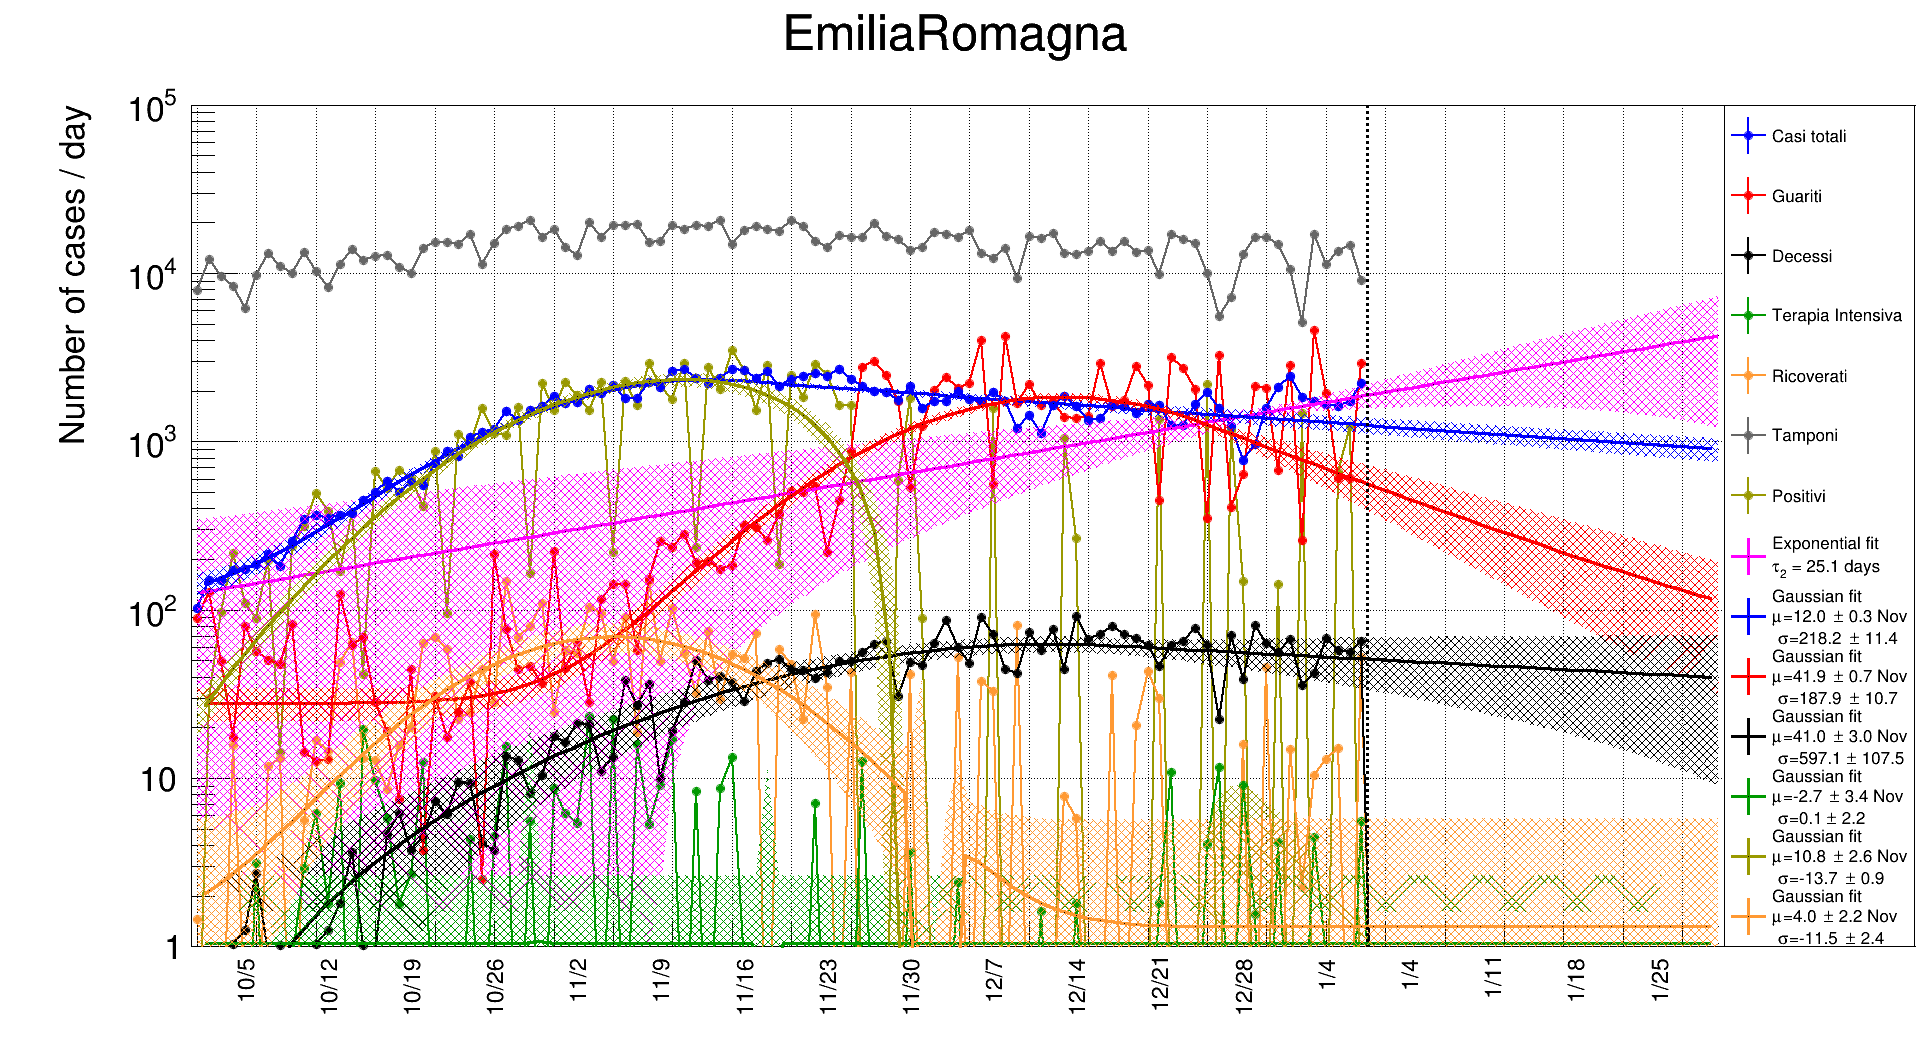 EmiliaRomagna
Number of cases / day
10^5
10^4
10^3
10^2
10
1
10/5
10/12
10/19
10/26
11/2
11/9
11/16
11/23
11/30
12/7
12/14
12/21
12/28
1/4
1/4
1/11
1/18
1/25
Casi totali
Guariti
Decessi
Terapia Intensiva
Ricoverati
Tamponi
Positivi
Exponential fit
τ₂ = 25.1 days
Gaussian fit
μ=12.0 ± 0.3 Nov
σ=218.2 ± 11.4
Gaussian fit
μ=41.9 ± 0.7 Nov
σ=187.9 ± 10.7
Gaussian fit
μ=41.0 ± 3.0 Nov
σ=597.1 ± 107.5
Gaussian fit
μ=-2.7 ± 3.4 Nov
σ=0.1 ± 2.2
Gaussian fit
μ=10.8 ± 2.6 Nov
σ=-13.7 ± 0.9
Gaussian fit
μ=4.0 ± 2.2 Nov
σ=-11.5 ± 2.4